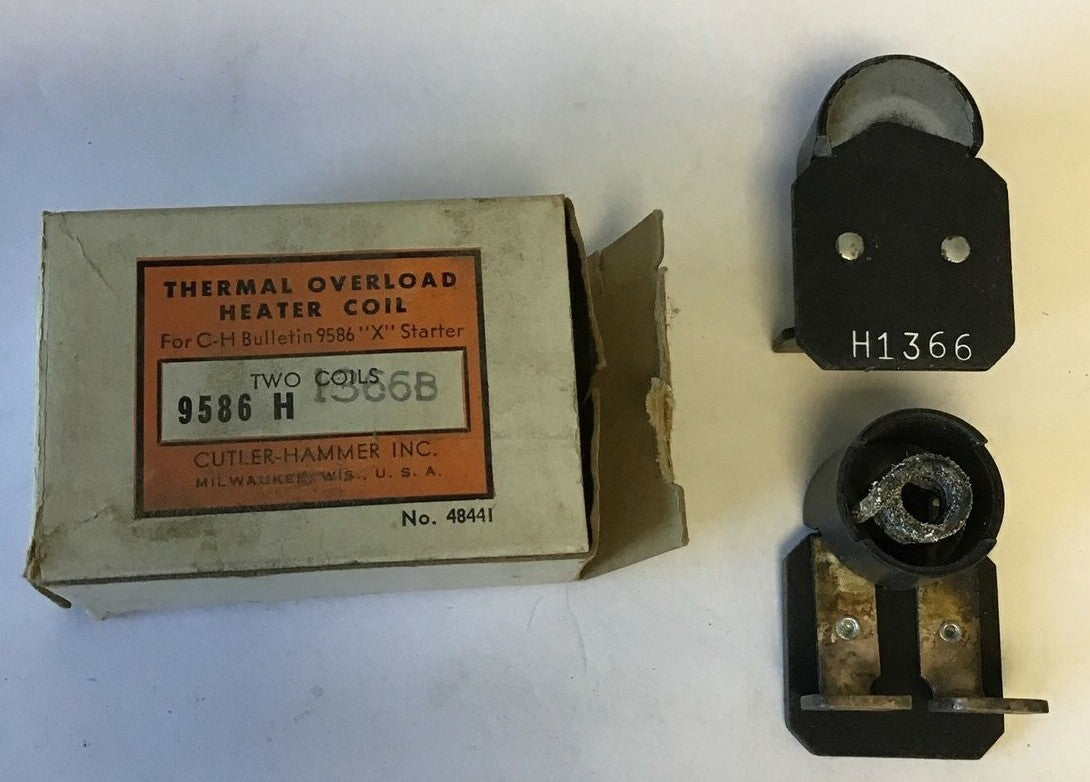 THERMAL OVERLOAD
HEATER COIL
For C-H Bulletin 9586 "X" Starter
TWO COILS
9586 H 1366B
CUTLER-HAMMER INC.
MILWAUKEE, WIS., U. S. A.
No. 48441
H1366